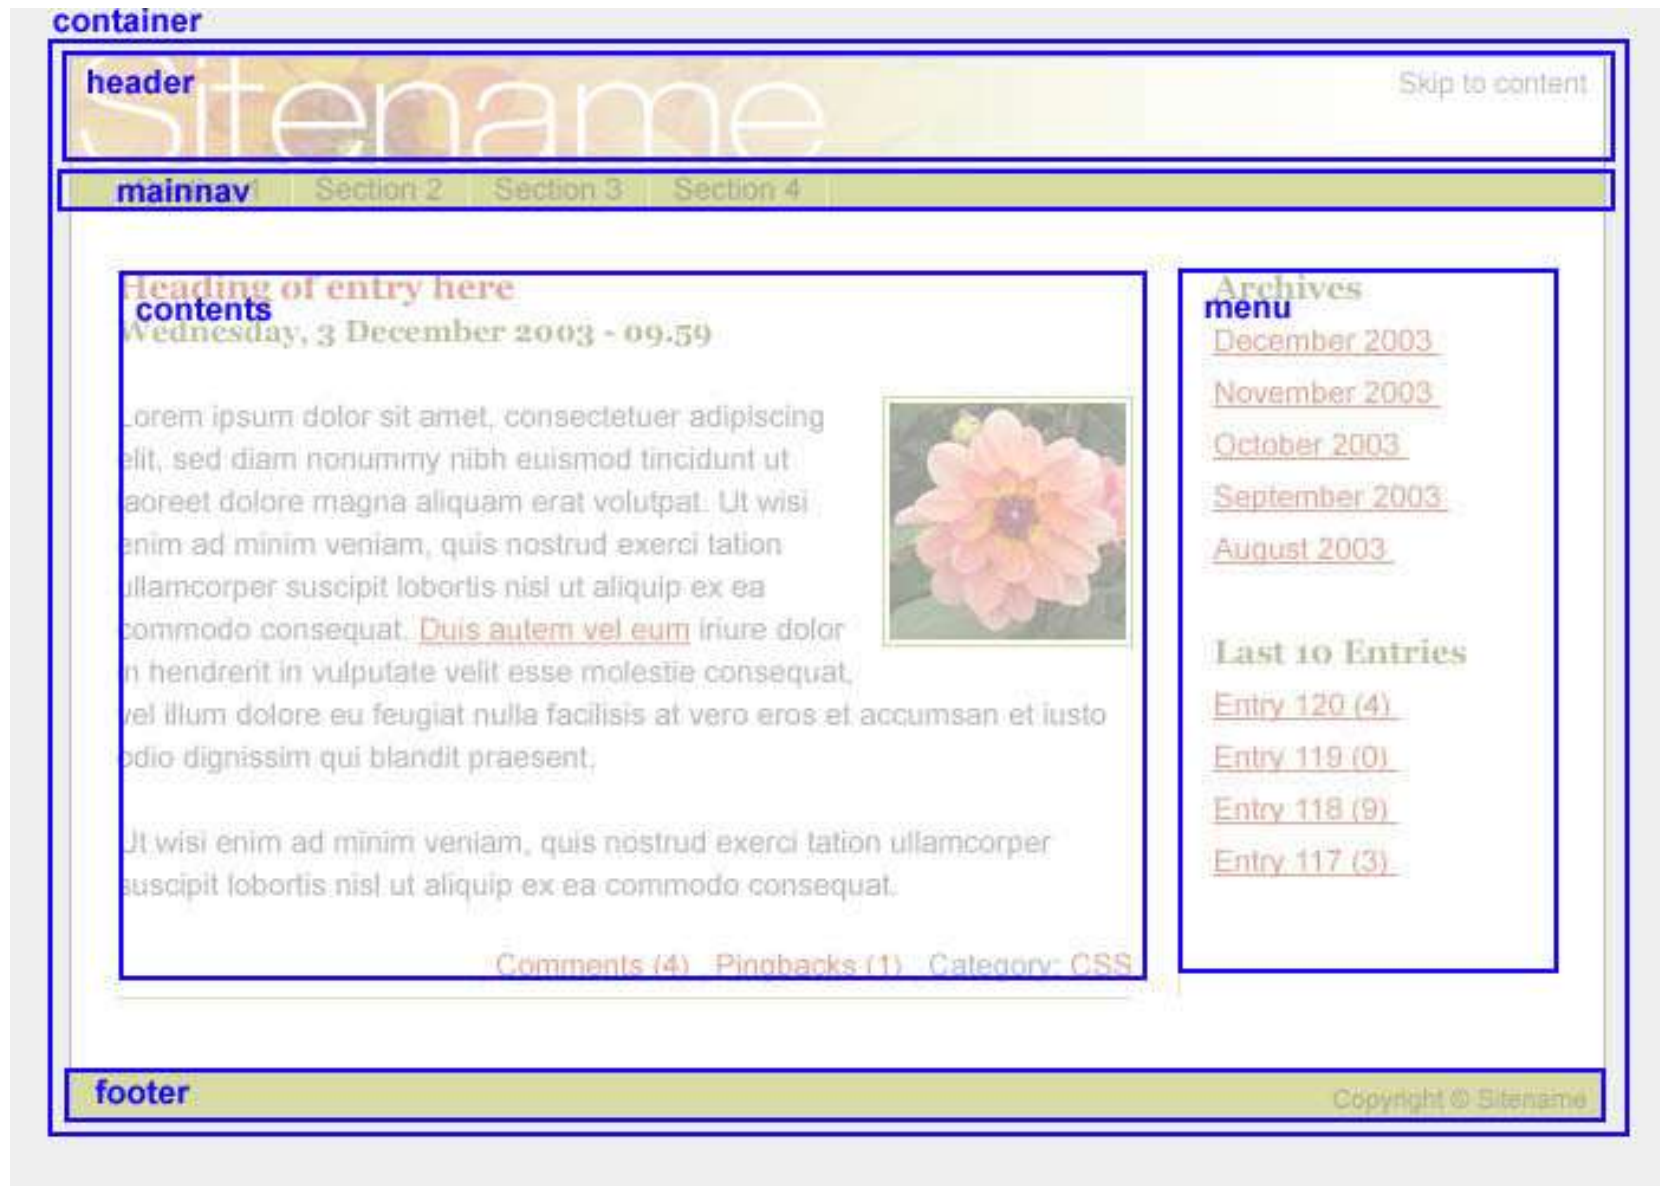 container
header
Sitename
Skip to content
mainnav 1 Section 2 Section 3 Section 4
Heading of entry here
contents
Wednesday, 3 December 2003 - 09.59
Lorem ipsum dolor sit amet, consectetuer adipiscing
elit, sed diam nonummy nibh euismod tincidunt ut
laoreet dolore magna aliquam erat volutpat. Ut wisi
enim ad minim veniam, quis nostrud exerci tation
ullamcorper suscipit lobortis nisl ut aliquip ex ea
commodo consequat. Duis autem vel eum iriure dolor
in hendrerit in vulputate velit esse molestie consequat,
vel illum dolore eu feugiat nulla facilisis at vero eros et accumsan et iusto
odio dignissim qui blandit praesent.
Ut wisi enim ad minim veniam, quis nostrud exerci tation ullamcorper
suscipit lobortis nisl ut aliquip ex ea commodo consequat.
Comments (4) Pingbacks (1) Category: CSS
Archives
menu
December 2003
November 2003
October 2003
September 2003
August 2003
Last 10 Entries
Entry 120 (4)
Entry 119 (0)
Entry 118 (9)
Entry 117 (3)
footer
Copyright © Sitename